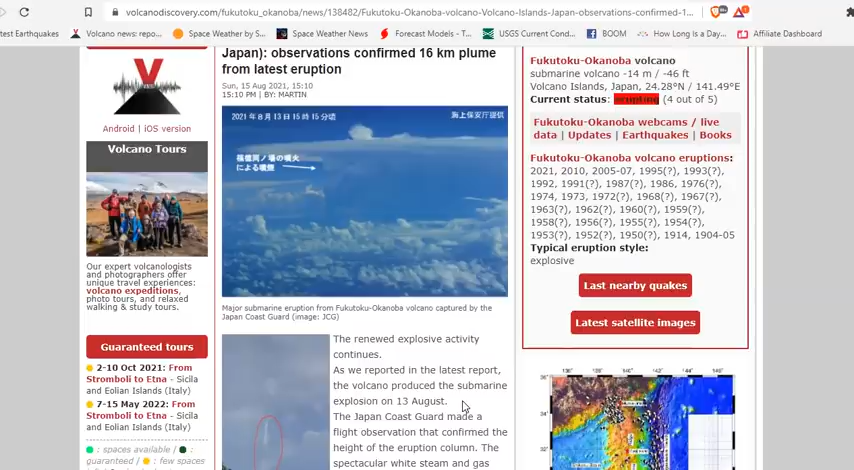 volcanodiscovery.com/fukutoku_okanoba/news/138482/Fukutoku-Okanoba-volcano-Volcano-Islands-Japan-observations-confirmed-1...
test Earthquakes
Volcano news: repo...
Space Weather by S...
Space Weather News
Forecast Models - T...
USGS Current Cond...
BOOM
How Long is a Day...
Affiliate Dashboard
Android | iOS version
Volcano Tours
Our expert volcanologists
and photographers offer
unique travel experiences:
volcano expeditions,
photo tours, and relaxed
walking & study tours.
Guaranteed tours
2-10 Oct 2021: From
Stromboli to Etna - Sicila
and Eolian Islands (Italy)
7-15 May 2022: From
Stromboli to Etna - Sicila
and Eolian Islands (Italy)
: spaces available /  :
guaranteed /  : few spaces
Japan): observations confirmed 16 km plume
from latest eruption
Sun, 15 Aug 2021, 15:10
15:10 PM | BY: MARTIN
2021年8月13日15時15分頃
海上保安庁提供
福徳岡ノ場の噴火
による噴煙
Major submarine eruption from Fukutoku-Okanoba volcano captured by the
Japan Coast Guard (image: JCG)
The renewed explosive activity
continues.
As we reported in the latest report,
the volcano produced the submarine
explosion on 13 August.
The Japan Coast Guard made a
flight observation that confirmed the
height of the eruption column. The
spectacular white steam and gas
Fukutoku-Okanoba volcano
submarine volcano -14 m / -46 ft
Volcano Islands, Japan, 24.28°N / 141.49°E
Current status: erupting (4 out of 5)
Fukutoku-Okanoba webcams / live
data | Updates | Earthquakes | Books
Fukutoku-Okanoba volcano eruptions:
2021, 2010, 2005-07, 1995(?), 1993(?),
1992, 1991(?), 1987(?), 1986, 1976(?),
1974, 1973, 1972(?), 1968(?), 1967(?),
1963(?), 1962(?), 1960(?), 1959(?),
1958(?), 1956(?), 1955(?), 1954(?),
1953(?), 1952(?), 1950(?), 1914, 1904-05
Typical eruption style:
explosive
Last nearby quakes
Latest satellite images